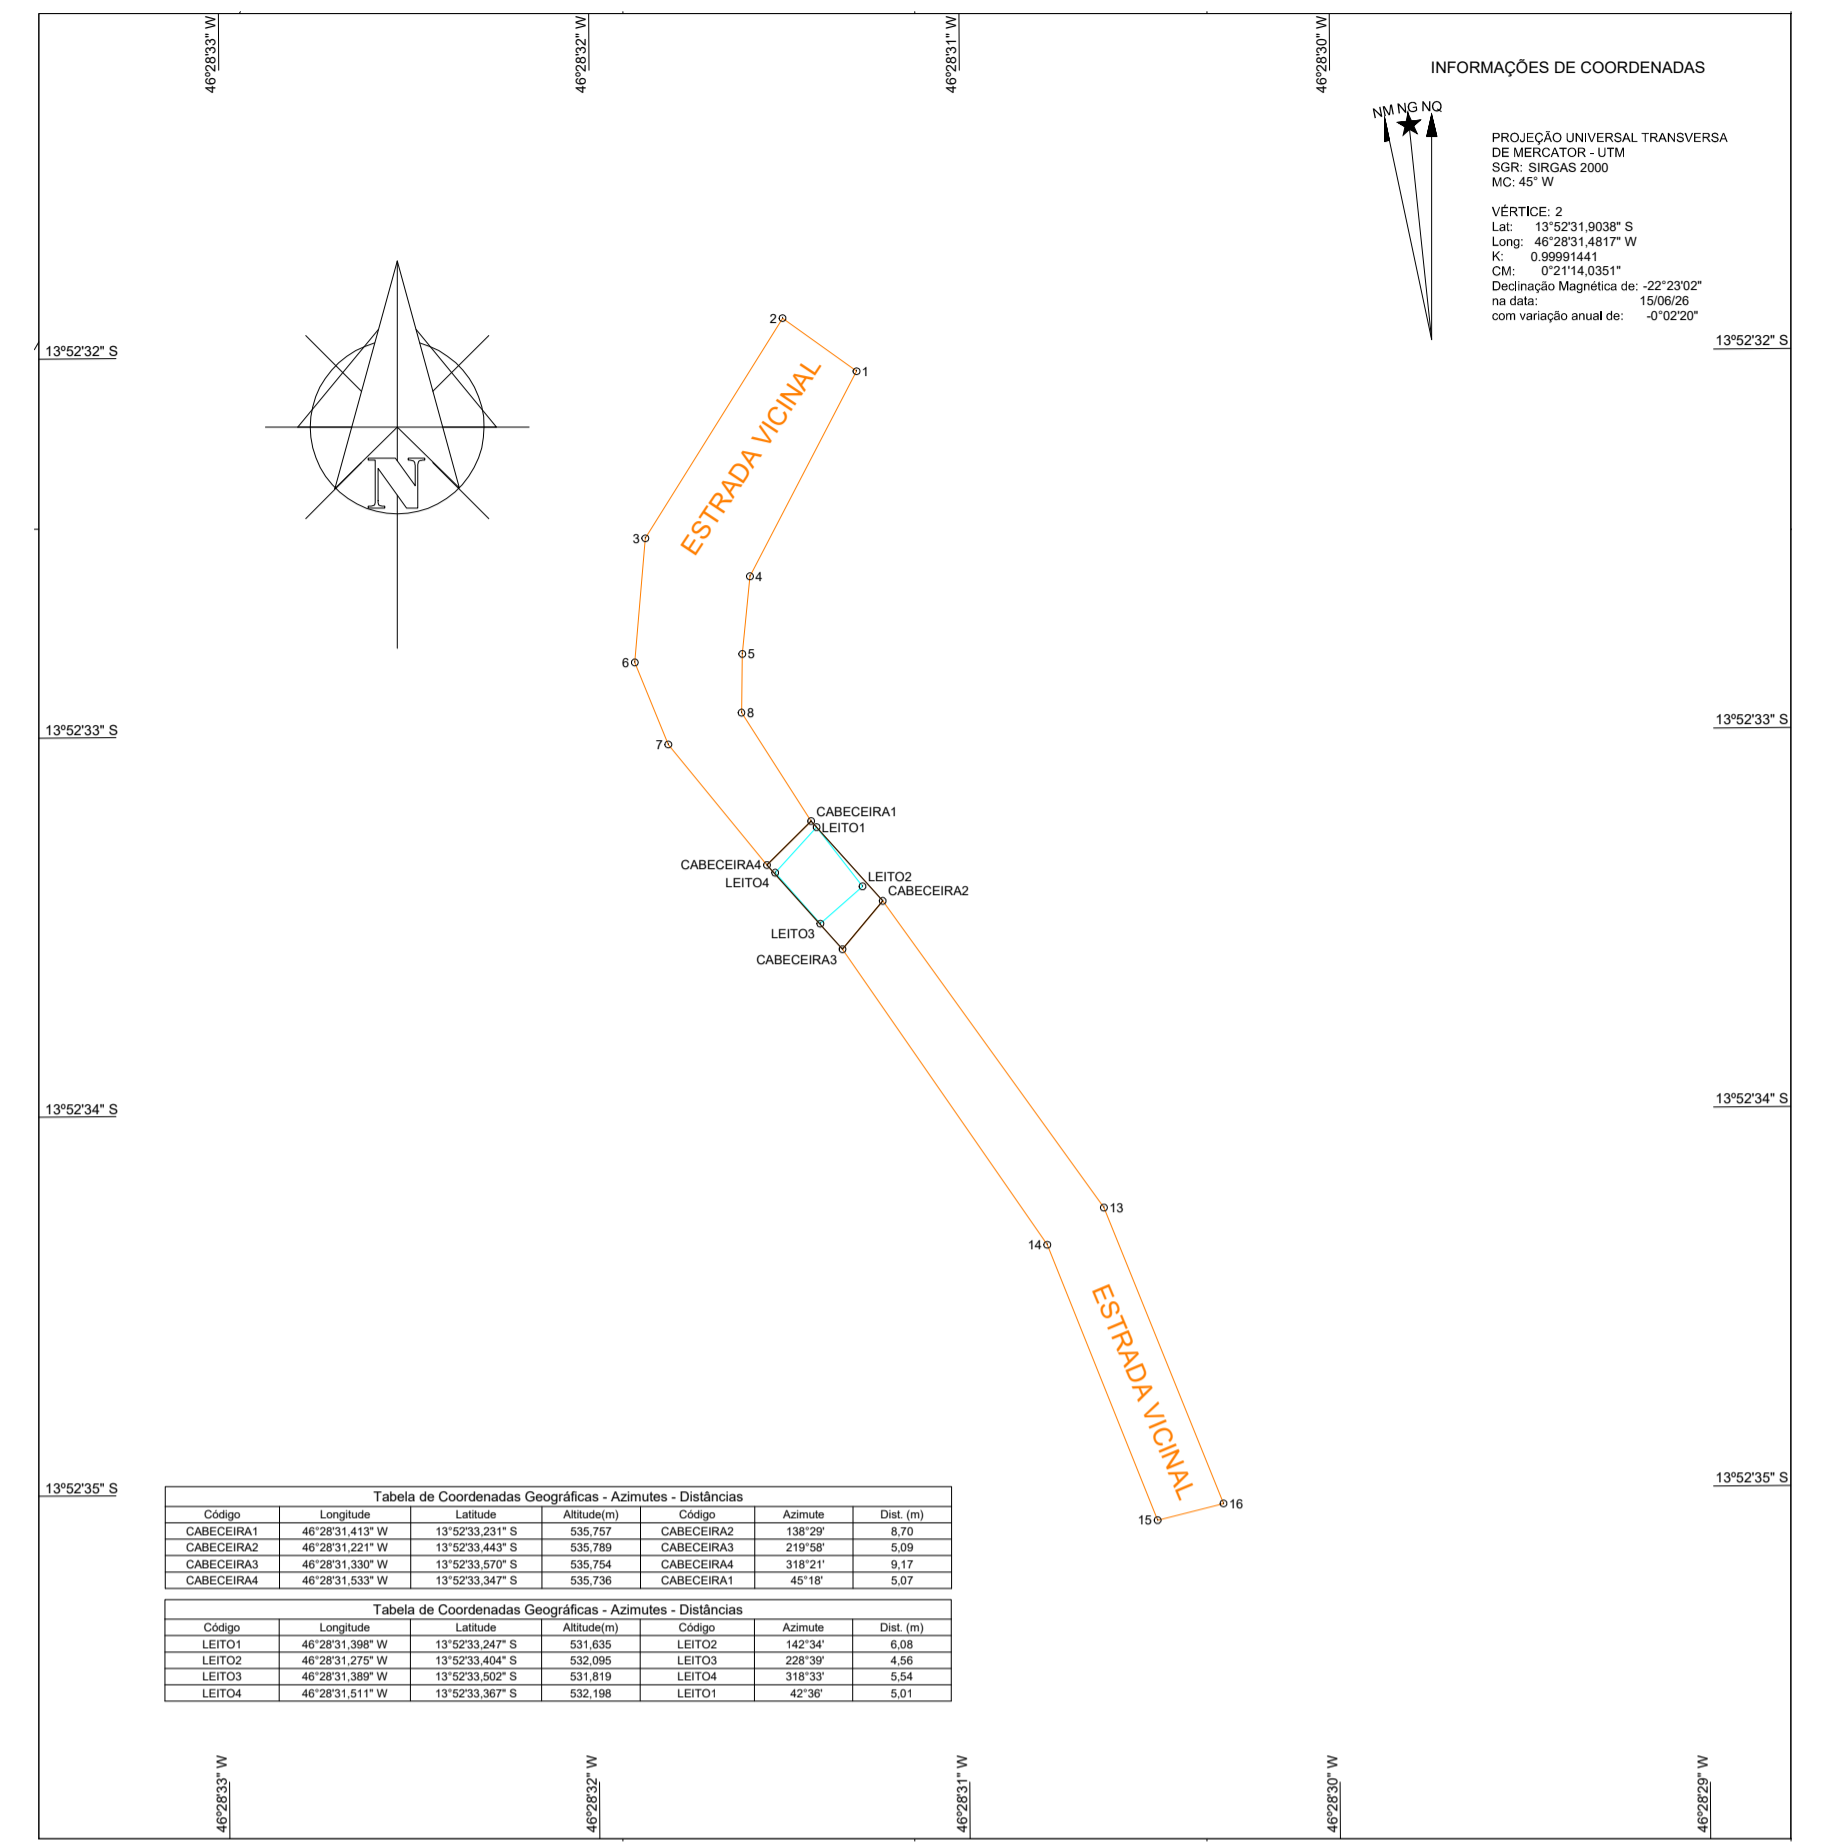 46°28'33" W
46°28'32" W
46°28'31" W
46°28'30" W
INFORMAÇÕES DE COORDENADAS
NM NG NQ
PROJEÇÃO UNIVERSAL TRANSVERSA
DE MERCATOR - UTM
SGR: SIRGAS 2000
MC: 45° W
VÉRTICE: 2
Lat: 13°52'31,9038" S
Long: 46°28'31,4817" W
K: 0.99991441
CM: 0°21'14,0351"
Declinação Magnética de: -22°23'02"
na data: 15/06/26
com variação anual de: -0°02'20"
13°52'32" S
13°52'32" S
N
2
1
ESTRADA VICINAL
3
4
5
6
8
7
13°52'33" S
13°52'33" S
CABECEIRA1
LEITO1
CABECEIRA4
LEITO4
LEITO2
CABECEIRA2
LEITO3
CABECEIRA3
13°52'34" S
13°52'34" S
13
14
ESTRADA VICINAL
16
15
13°52'35" S
13°52'35" S
Tabela de Coordenadas Geográficas - Azimutes - Distâncias
Código Longitude Latitude Altitude(m) Código Azimute Dist. (m)
CABECEIRA1 46°28'31,413" W 13°52'33,231" S 535,757 CABECEIRA2 138°29' 8,70
CABECEIRA2 46°28'31,221" W 13°52'33,443" S 535,789 CABECEIRA3 219°58' 5,09
CABECEIRA3 46°28'31,330" W 13°52'33,570" S 535,754 CABECEIRA4 318°21' 9,17
CABECEIRA4 46°28'31,533" W 13°52'33,347" S 535,736 CABECEIRA1 45°18' 5,07
Tabela de Coordenadas Geográficas - Azimutes - Distâncias
Código Longitude Latitude Altitude(m) Código Azimute Dist. (m)
LEITO1 46°28'31,398" W 13°52'33,247" S 531,635 LEITO2 142°34' 6,08
LEITO2 46°28'31,275" W 13°52'33,404" S 532,095 LEITO3 228°39' 4,56
LEITO3 46°28'31,389" W 13°52'33,502" S 531,819 LEITO4 318°33' 5,54
LEITO4 46°28'31,511" W 13°52'33,367" S 532,198 LEITO1 42°36' 5,01
46°28'33" W
46°28'32" W
46°28'31" W
46°28'30" W
46°28'29" W